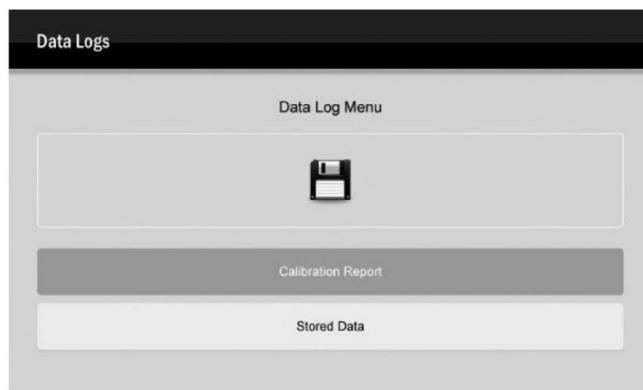 Data Logs
Data Log Menu
Calibration Report
Stored Data